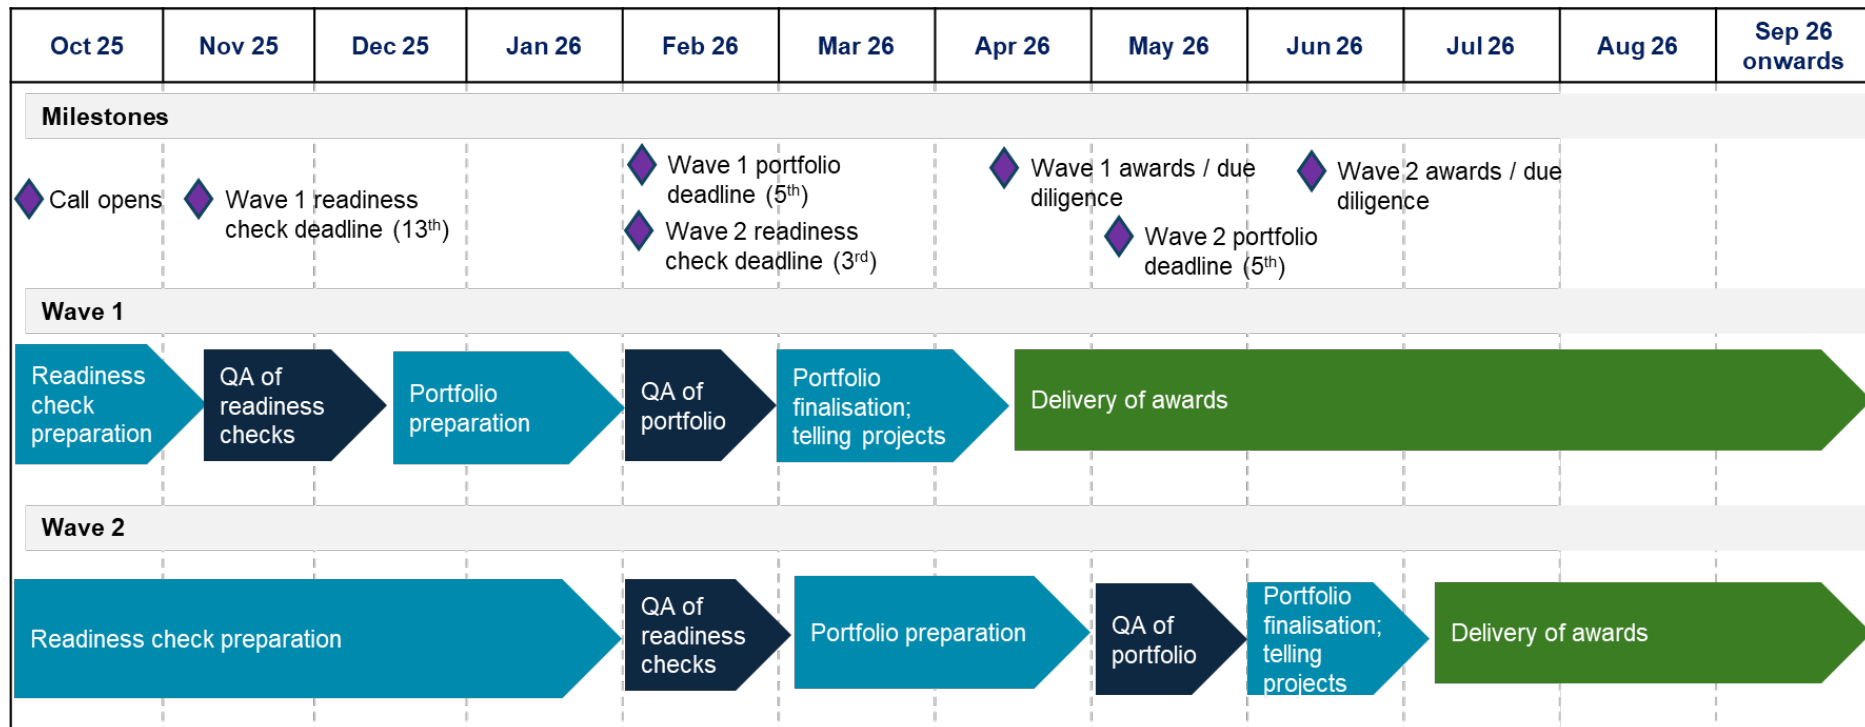 Oct 25
Nov 25
Dec 25
Jan 26
Feb 26
Mar 26
Apr 26
May 26
Jun 26
Jul 26
Aug 26
Sep 26
onwards
Milestones
Call opens
Wave 1 readiness
check deadline (13th)
Wave 1 portfolio
deadline (5th)
Wave 2 readiness
check deadline (3rd)
Wave 1 awards / due
diligence
Wave 2 portfolio
deadline (5th)
Wave 2 awards / due
diligence
Wave 1
Readiness
check
preparation
QA of
readiness
checks
Portfolio
preparation
QA of
portfolio
Portfolio
finalisation;
telling projects
Delivery of awards
Wave 2
Readiness check preparation
QA of
readiness
checks
Portfolio preparation
QA of
portfolio
Portfolio
finalisation;
telling
projects
Delivery of awards